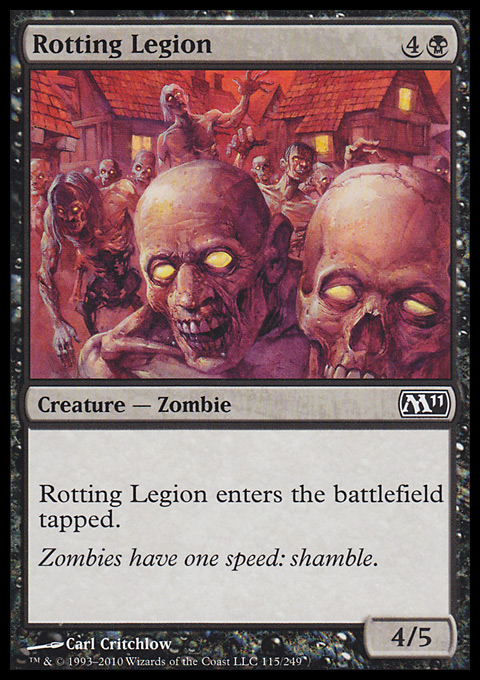 Rotting Legion 4
Creature — Zombie M11
Rotting Legion enters the battlefield
tapped.
Zombies have one speed: shamble.
4/5
Carl Critchlow
™ & © 1993–2010 Wizards of the Coast LLC 115/249